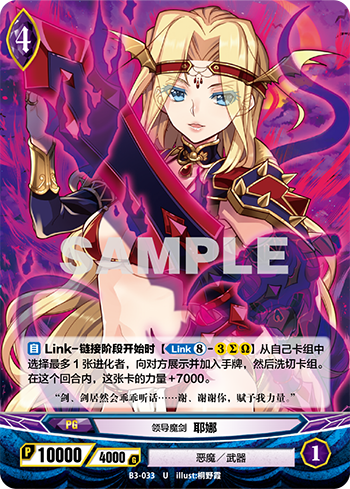 4
SAMPLE
自 Link-链接阶段开始时【Link 8 - 3 Σ Ω】从自己卡组中
选择最多 1 张进化者，向对方展示并加入手牌，然后洗切卡组。
在这个回合内，这张卡的力量+7000。
“剑、剑居然会乖乖听话……谢、谢谢你，赋予我力量。”
PG 领导魔剑 耶娜
P 10000 / 4000 G 恶魔／武器 1
B3-033 U illust:桐野霞